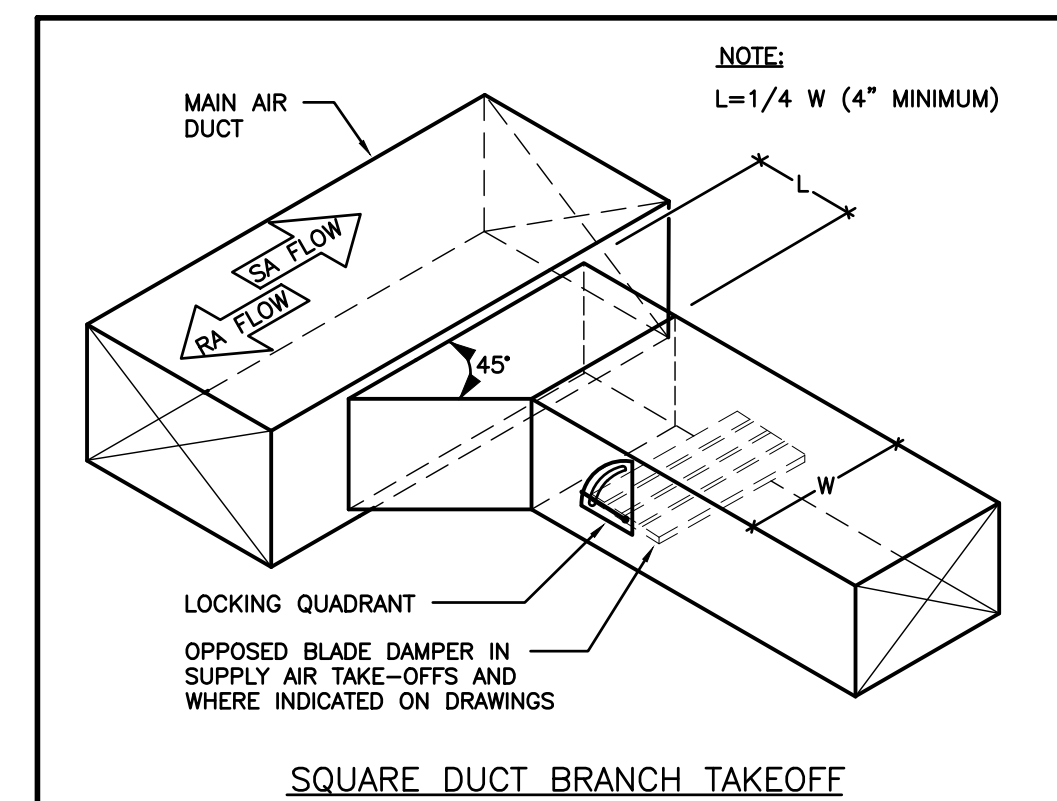 NOTE:
L=1/4 W (4" MINIMUM)
MAIN AIR
DUCT
L
SA FLOW
RA FLOW
45°
W
LOCKING QUADRANT
OPPOSED BLADE DAMPER IN
SUPPLY AIR TAKE-OFFS AND
WHERE INDICATED ON DRAWINGS
SQUARE DUCT BRANCH TAKEOFF